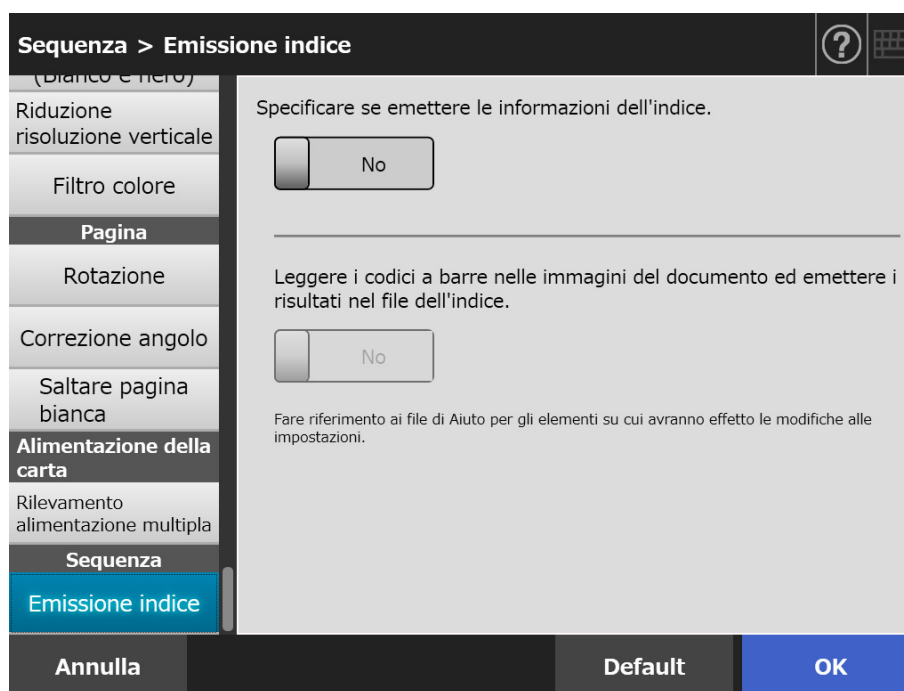 Sequenza > Emissione indice
?
(Bianco e nero)
Riduzione
risoluzione verticale
Filtro colore
Pagina
Rotazione
Correzione angolo
Saltare pagina
bianca
Alimentazione della
carta
Rilevamento
alimentazione multipla
Sequenza
Emissione indice
Specificare se emettere le informazioni dell'indice.
No
Leggere i codici a barre nelle immagini del documento ed emettere i
risultati nel file dell'indice.
No
Fare riferimento ai file di Aiuto per gli elementi su cui avranno effetto le modifiche alle
impostazioni.
Annulla
Default
OK